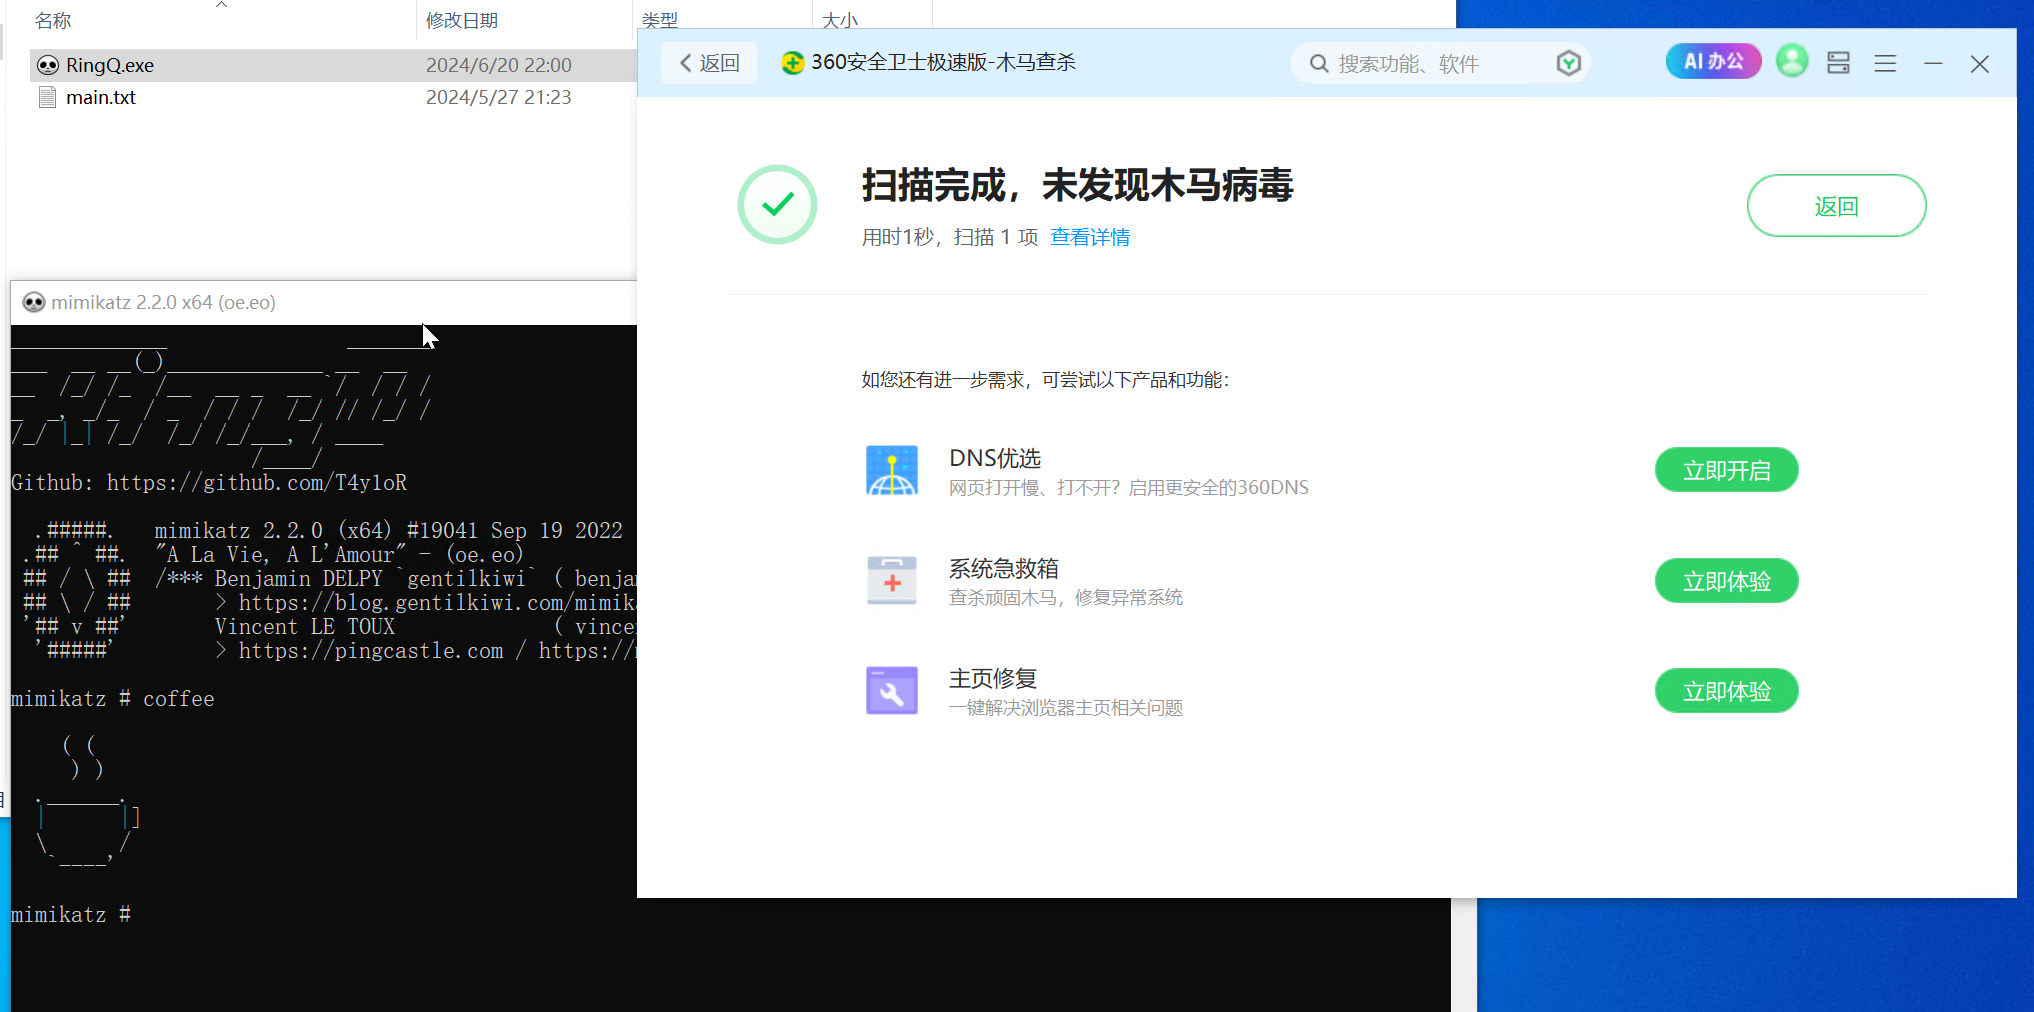 名称 修改日期 类型 大小
RingQ.exe 2024/6/20 22:00
main.txt 2024/5/27 21:23
mimikatz 2.2.0 x64 (oe.eo)
Github: https://github.com/T4y1oR
.#####.   mimikatz 2.2.0 (x64) #19041 Sep 19 2022
.## ^ ##.  "A La Vie, A L'Amour" - (oe.eo)
## / \ ##  /*** Benjamin DELPY `gentilkiwi` ( benjam
## \ / ##       > https://blog.gentilkiwi.com/mimika
'## v ##'       Vincent LE TOUX             ( vincen
'#####'        > https://pingcastle.com / https://
mimikatz # coffee
mimikatz #
返回 360安全卫士极速版-木马查杀 搜索功能、软件 AI 办公
扫描完成，未发现木马病毒
用时1秒，扫描 1 项 查看详情
返回
如您还有进一步需求，可尝试以下产品和功能：
DNS优选
网页打开慢、打不开？启用更安全的360DNS
立即开启
系统急救箱
查杀顽固木马，修复异常系统
立即体验
主页修复
一键解决浏览器主页相关问题
立即体验